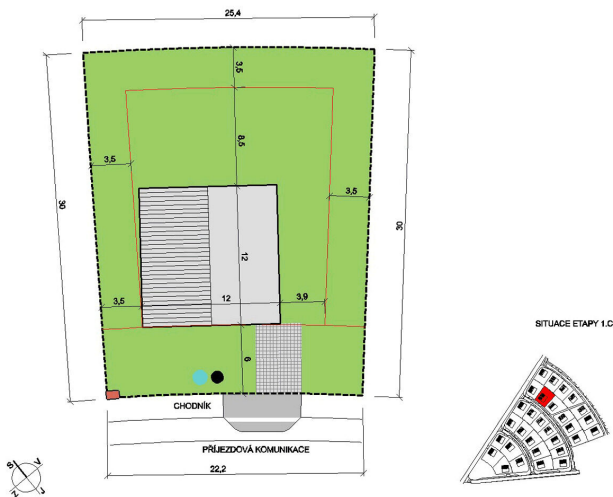 25,4
3,5
8,5
3,5
3,5
30
30
12
3,5
12
3,9
6
SITUACE ETAPY 1.C
CHODNÍK
PŘÍJEZDOVÁ KOMUNIKACE
22,2
S
V
Z
J